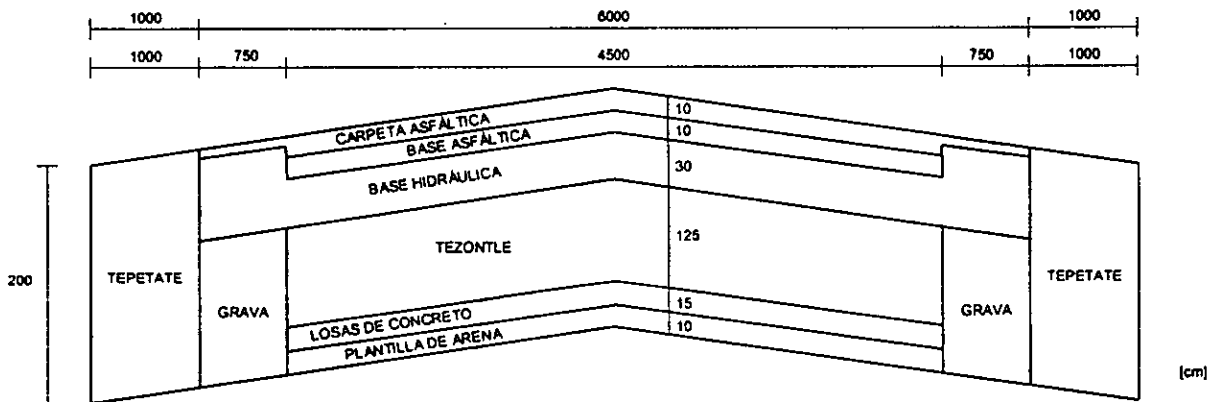 1000 6000 1000
1000 750 4500 750 1000
CARPETA ASFÁLTICA
10
BASE ASFÁLTICA
10
BASE HIDRÁULICA
30
TEZONTLE
125
200
TEPETATE
GRAVA
GRAVA
TEPETATE
LOSAS DE CONCRETO
15
PLANTILLA DE ARENA
10
[cm]